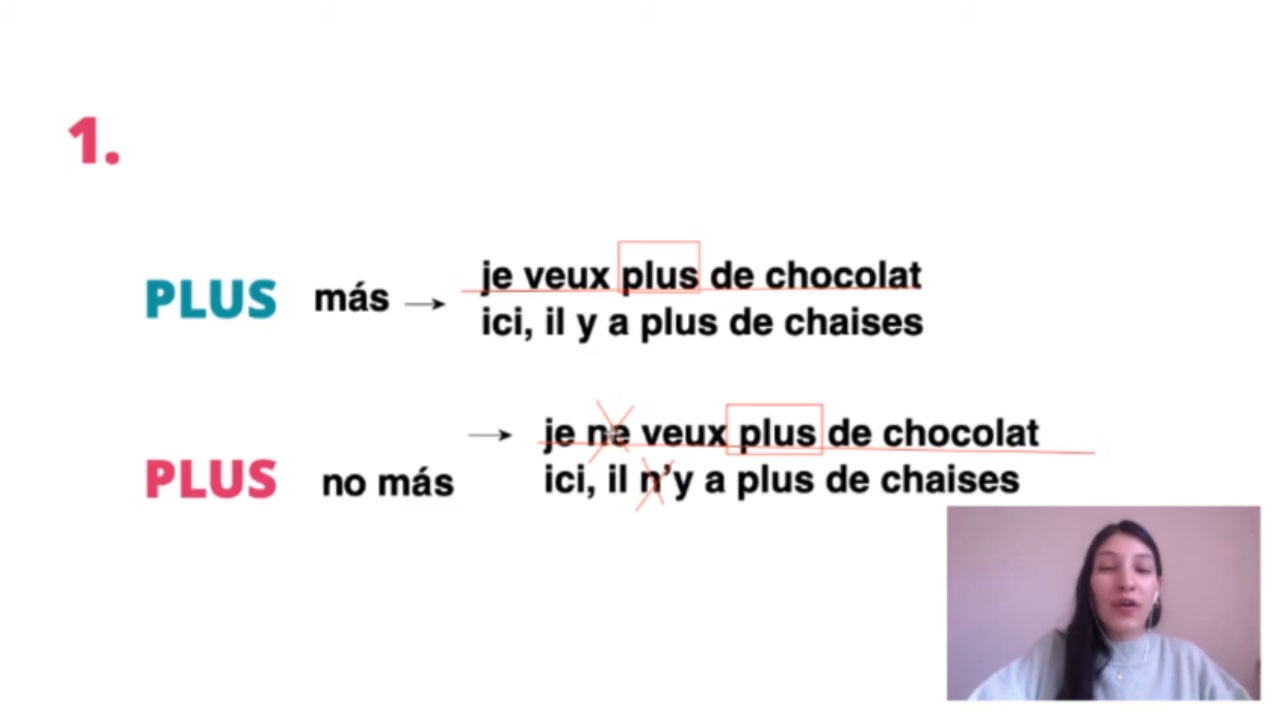 1.
PLUS más → je veux plus de chocolat
ici, il y a plus de chaises
PLUS no más → je ne veux plus de chocolat
ici, il n'y a plus de chaises